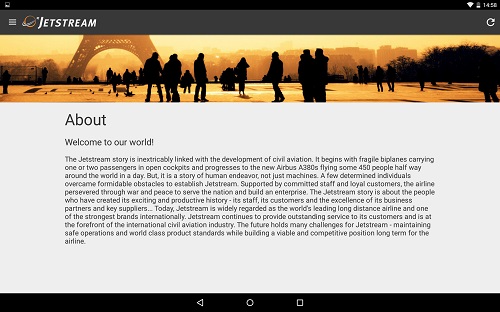 14:58
JETSTREAM
About
Welcome to our world!
The Jetstream story is inextricably linked with the development of civil aviation. It begins with fragile biplanes carrying
one or two passengers in open cockpits and progresses to the new Airbus A380s flying some 450 people half way
around the world in a day. But, it is a story of human endeavor, not just machines. A few determined individuals
overcame formidable obstacles to establish Jetstream. Supported by committed staff and loyal customers, the airline
persevered through war and peace to serve the nation and build an enterprise. The Jetstream story is about the people
who have created its exciting and productive history - its staff, its customers and the excellence of its business
partners and key suppliers... Today, Jetstream is widely regarded as the world's leading long distance airline and one
of the strongest brands internationally. Jetstream continues to provide outstanding service to its customers and is at
the forefront of the international civil aviation industry. The future holds many challenges for Jetstream - maintaining
safe operations and world class product standards while building a viable and competitive position long term for the
airline.